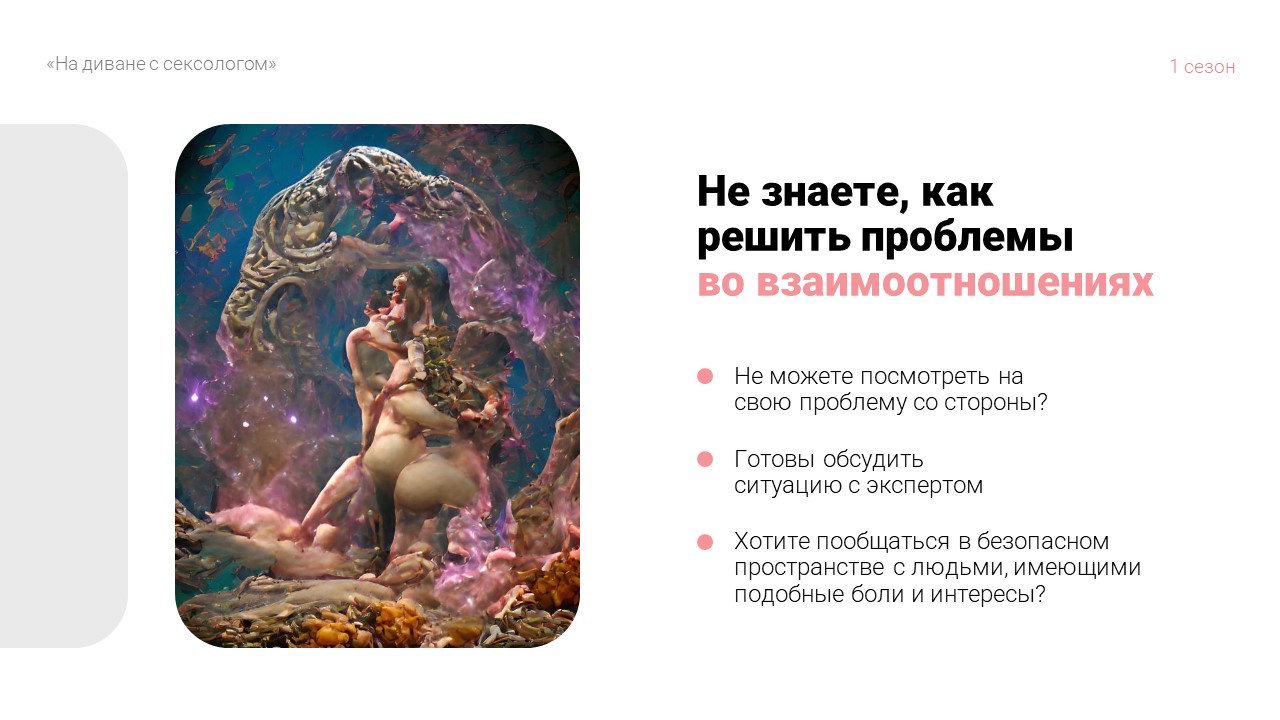 «На диване с сексологом»
1 сезон
Не знаете, как
решить проблемы
во взаимоотношениях
Не можете посмотреть на
свою проблему со стороны?
Готовы обсудить
ситуацию с экспертом
Хотите пообщаться в безопасном
пространстве с людьми, имеющими
подобные боли и интересы?